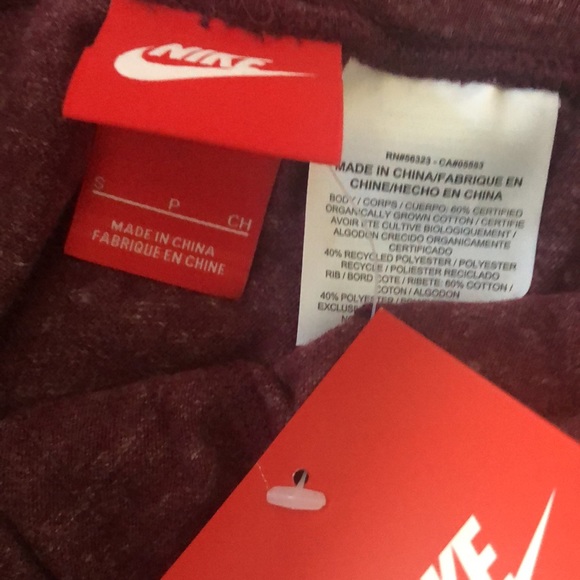 NIKE
S P CH
MADE IN CHINA
FABRIQUE EN CHINE
RN#56323 - CA#05553
MADE IN CHINA/FABRIQUE EN
CHINE/HECHO EN CHINA
BODY / CORPS / CUERPO: 60% CERTIFIED
ORGANICALLY GROWN COTTON / CERTIFIE
AVOIR ETE CULTIVE BIOLOGIQUEMENT /
ALGODON CRECIDO ORGANICAMENTE
CERTIFICADO
40% RECYCLED POLYESTER / POLYESTER
RECYCLE / POLIESTER RECICLADO
RIB / BORD COTE / RIBETE: 60% COTTON /
COTON / ALGODON
40% POLYESTER
EXCLUS